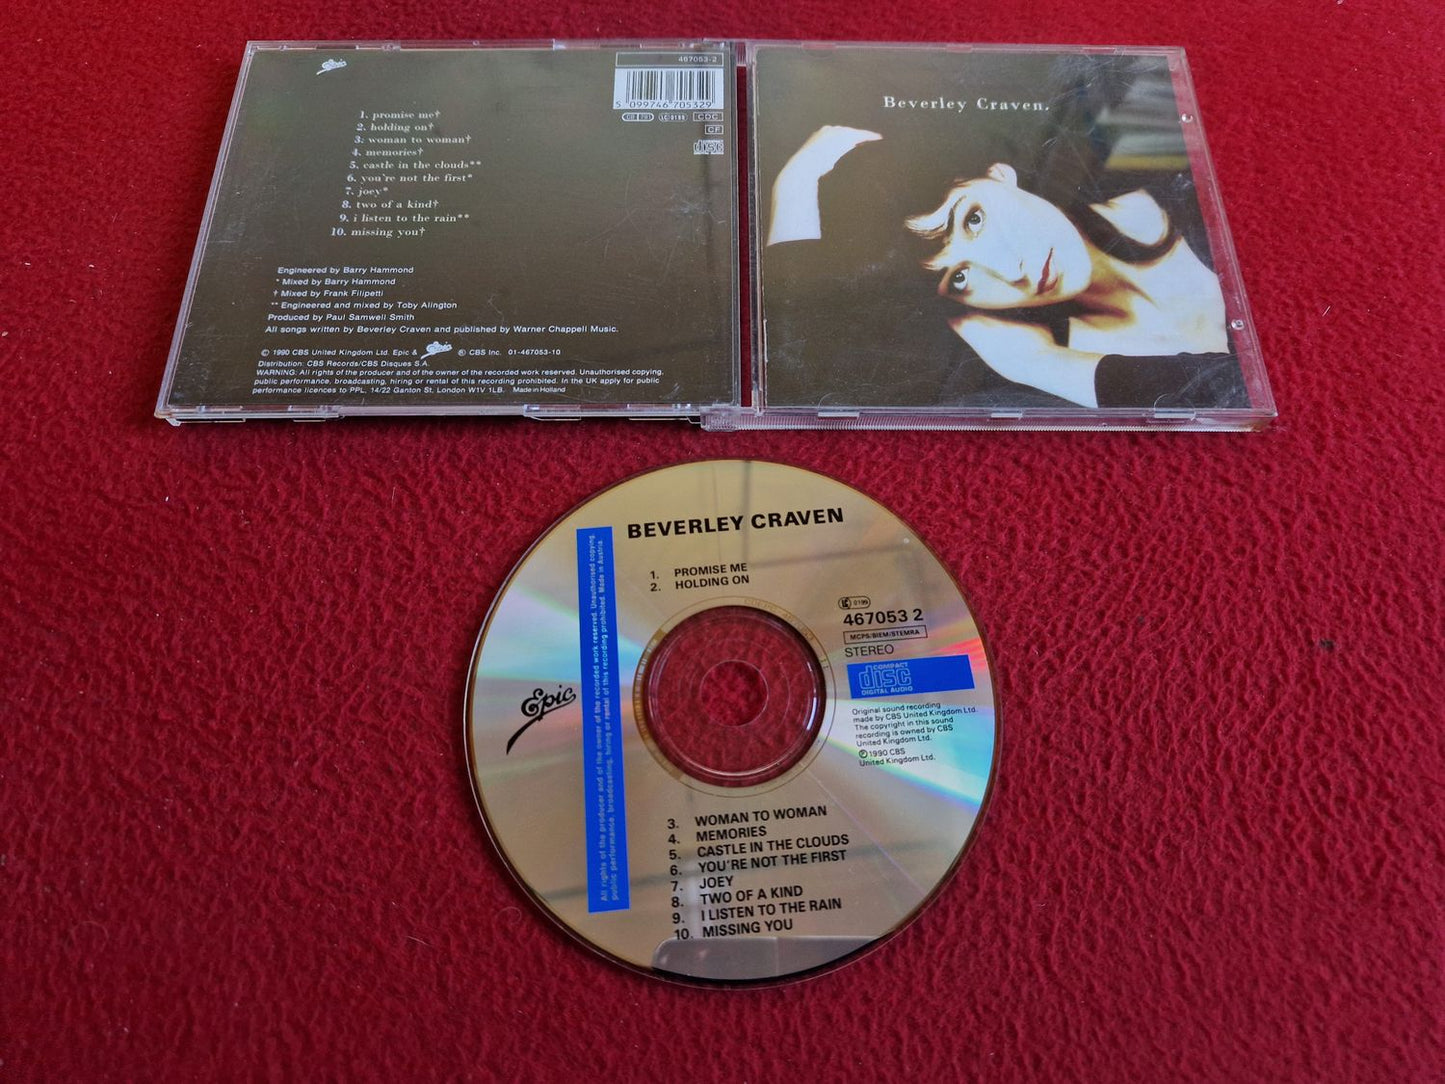 Epic
467053-2
5 099746 705329
LC 0199
CDC
CF
disc
1. promise me†
2. holding on†
3. woman to woman†
4. memories†
5. castle in the clouds**
6. you're not the first*
7. joey*
8. two of a kind†
9. i listen to the rain**
10. missing you†
Engineered by Barry Hammond
* Mixed by Barry Hammond
† Mixed by Frank Filipetti
** Engineered and mixed by Toby Alington
Produced by Paul Samwell Smith
All songs written by Beverley Craven and published by Warner Chappell Music.
© 1990 CBS United Kingdom Ltd. Epic & Epic ® CBS Inc. 01-467053-10
Distribution: CBS Records/CBS Disques S.A.
WARNING: All rights of the producer and of the owner of the recorded work reserved. Unauthorised copying,
public performance, broadcasting, hiring or rental of this recording prohibited. In the UK apply for public
performance licences to PPL, 14/22 Ganton St, London W1V 1LB. Made in Holland
Beverley Craven.
BEVERLEY CRAVEN
1. PROMISE ME
2. HOLDING ON
LC 0199
467053 2
MCPS/BIEM/STEMRA
STEREO
COMPACT
disc
DIGITAL AUDIO
Original sound recording
made by CBS United Kingdom Ltd.
The copyright in this sound
recording is owned by CBS
United Kingdom Ltd.
℗ 1990 CBS
United Kingdom Ltd.
Epic
All rights of the producer and of the owner of the recorded work reserved. Unauthorised copying,
public performance, broadcasting, hiring or rental of this recording prohibited. Made in Austria
3. WOMAN TO WOMAN
4. MEMORIES
5. CASTLE IN THE CLOUDS
6. YOU'RE NOT THE FIRST
7. JOEY
8. TWO OF A KIND
9. I LISTEN TO THE RAIN
10. MISSING YOU